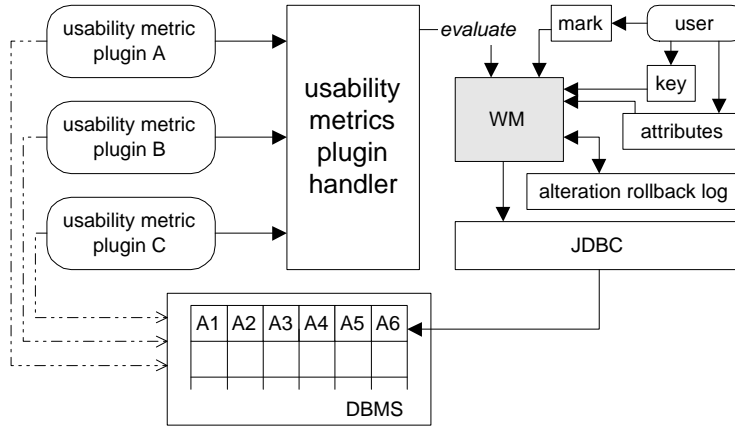 usability metric
plugin A
usability metric
plugin B
usability metric
plugin C
usability
metrics
plugin
handler
evaluate
mark
user
key
WM
attributes
alteration rollback log
JDBC
A1 A2 A3 A4 A5 A6
DBMS